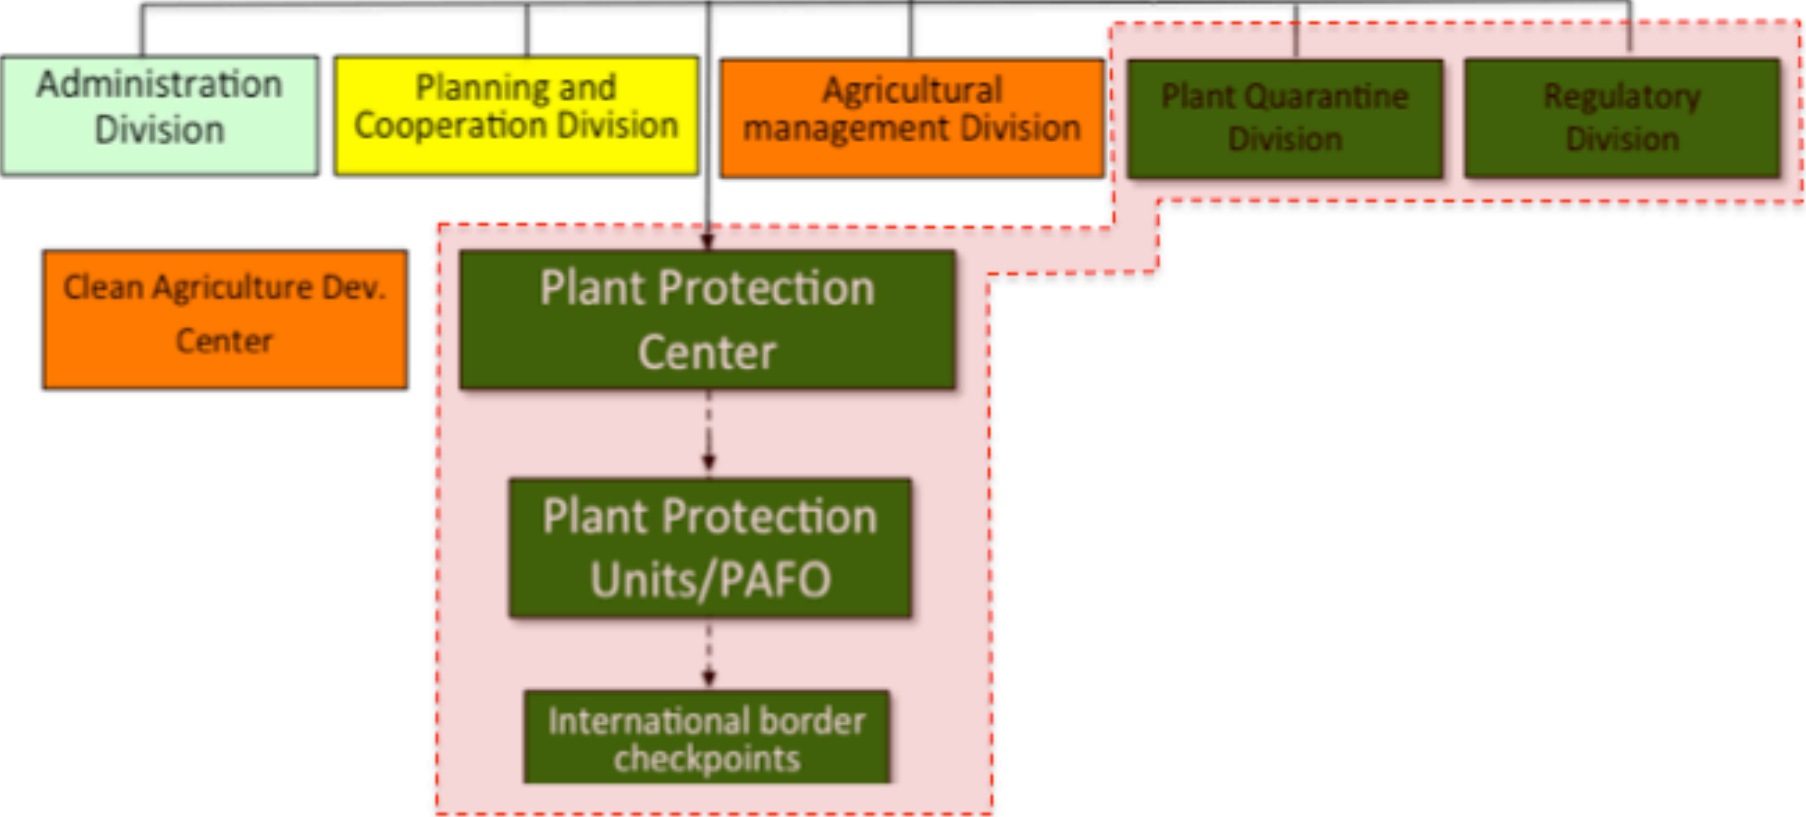 Administration
Division
Planning and
Cooperation Division
Agricultural
management Division
Plant Quarantine
Division
Regulatory
Division
Clean Agriculture Dev.
Center
Plant Protection
Center
Plant Protection
Units/PAFO
International border
checkpoints